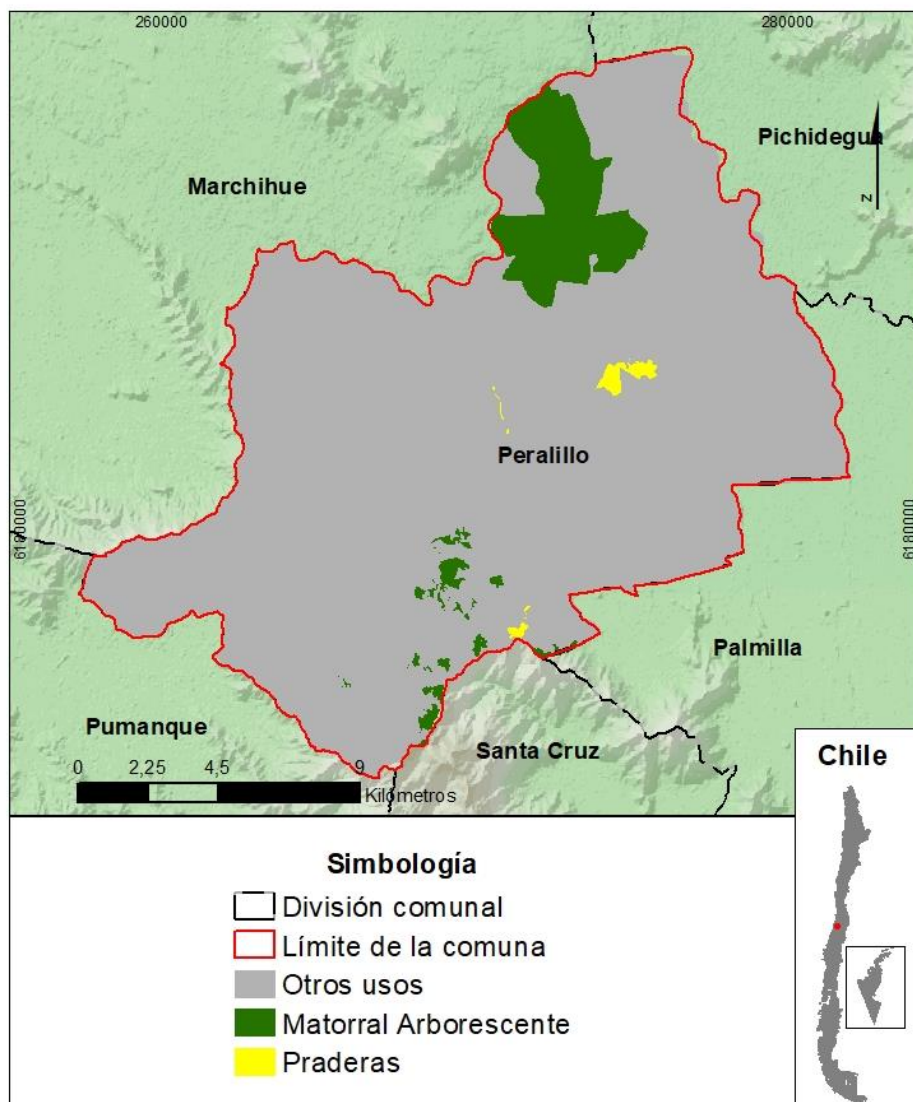 260000
280000
Pichidegua
Marchihue
N
Peralillo
6180000
6180000
Palmilla
Pumanque
Santa Cruz
0 2,25 4,5 9
Kilómetros
Chile
Simbología
División comunal
Límite de la comuna
Otros usos
Matorral Arborescente
Praderas